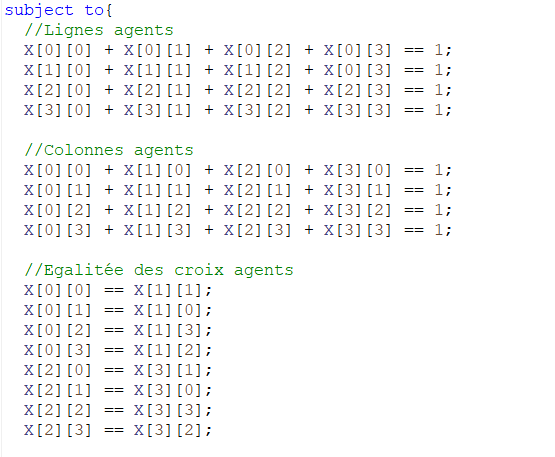 subject to{
//Lignes agents
X[0][0] + X[0][1] + X[0][2] + X[0][3] == 1;
X[1][0] + X[1][1] + X[1][2] + X[0][3] == 1;
X[2][0] + X[2][1] + X[2][2] + X[2][3] == 1;
X[3][0] + X[3][1] + X[3][2] + X[3][3] == 1;
//Colonnes agents
X[0][0] + X[1][0] + X[2][0] + X[3][0] == 1;
X[0][1] + X[1][1] + X[2][1] + X[3][1] == 1;
X[0][2] + X[1][2] + X[2][2] + X[3][2] == 1;
X[0][3] + X[1][3] + X[2][3] + X[3][3] == 1;
//Egalitée des croix agents
X[0][0] == X[1][1];
X[0][1] == X[1][0];
X[0][2] == X[1][3];
X[0][3] == X[1][2];
X[2][0] == X[3][1];
X[2][1] == X[3][0];
X[2][2] == X[3][3];
X[2][3] == X[3][2];